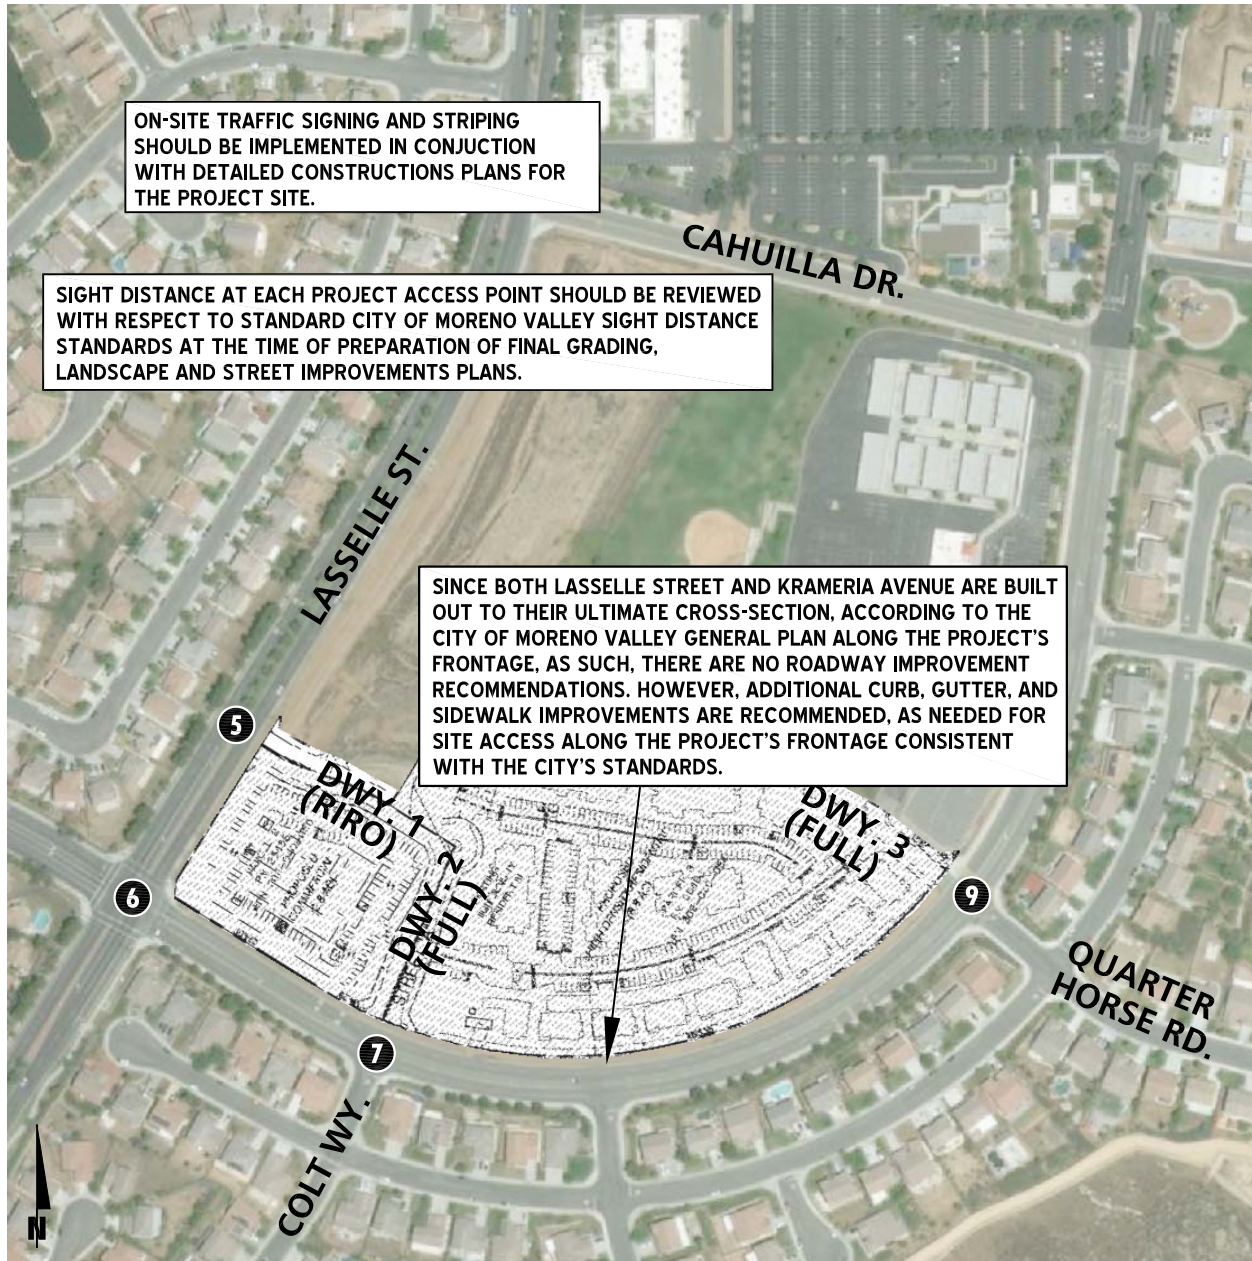 ON-SITE TRAFFIC SIGNING AND STRIPING
SHOULD BE IMPLEMENTED IN CONJUCTION
WITH DETAILED CONSTRUCTIONS PLANS FOR
THE PROJECT SITE.
CAHUILLA DR.
SIGHT DISTANCE AT EACH PROJECT ACCESS POINT SHOULD BE REVIEWED
WITH RESPECT TO STANDARD CITY OF MORENO VALLEY SIGHT DISTANCE
STANDARDS AT THE TIME OF PREPARATION OF FINAL GRADING,
LANDSCAPE AND STREET IMPROVEMENTS PLANS.
LASSELLE ST.
SINCE BOTH LASSELLE STREET AND KRAMERIA AVENUE ARE BUILT
OUT TO THEIR ULTIMATE CROSS-SECTION, ACCORDING TO THE
CITY OF MORENO VALLEY GENERAL PLAN ALONG THE PROJECT'S
FRONTAGE, AS SUCH, THERE ARE NO ROADWAY IMPROVEMENT
RECOMMENDATIONS. HOWEVER, ADDITIONAL CURB, GUTTER, AND
SIDEWALK IMPROVEMENTS ARE RECOMMENDED, AS NEEDED FOR
SITE ACCESS ALONG THE PROJECT'S FRONTAGE CONSISTENT
WITH THE CITY'S STANDARDS.
5
DWY. 1
(RIRO)
DWY. 3
(FULL)
DWY. 2
(FULL)
6
9
QUARTER
HORSE RD.
7
COLT WY.
N